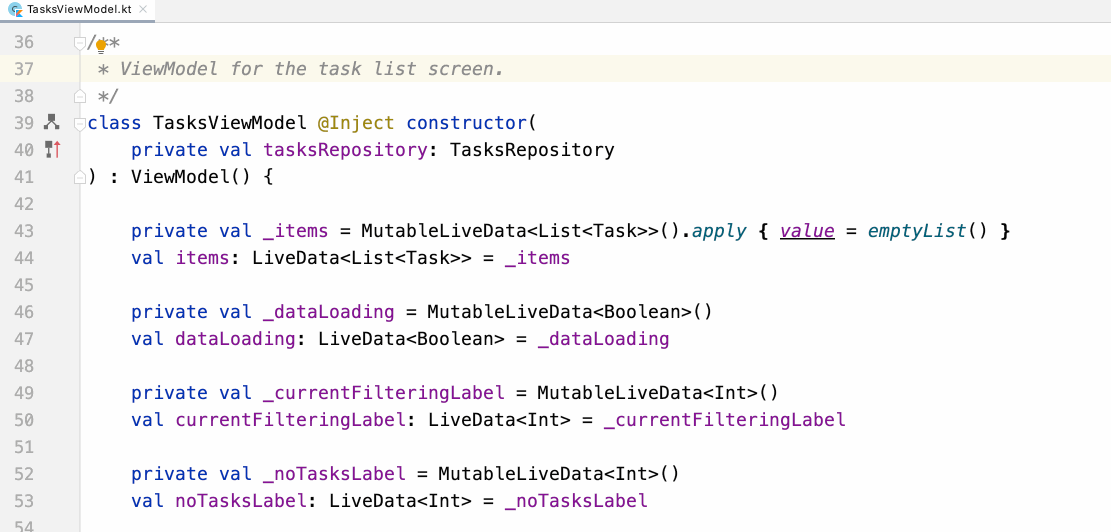 TasksViewModel.kt
36 /**
37  * ViewModel for the task list screen.
38  */
39 class TasksViewModel @Inject constructor(
40     private val tasksRepository: TasksRepository
41 ) : ViewModel() {
42
43     private val _items = MutableLiveData<List<Task>>().apply { value = emptyList() }
44     val items: LiveData<List<Task>> = _items
45
46     private val _dataLoading = MutableLiveData<Boolean>()
47     val dataLoading: LiveData<Boolean> = _dataLoading
48
49     private val _currentFilteringLabel = MutableLiveData<Int>()
50     val currentFilteringLabel: LiveData<Int> = _currentFilteringLabel
51
52     private val _noTasksLabel = MutableLiveData<Int>()
53     val noTasksLabel: LiveData<Int> = _noTasksLabel
54